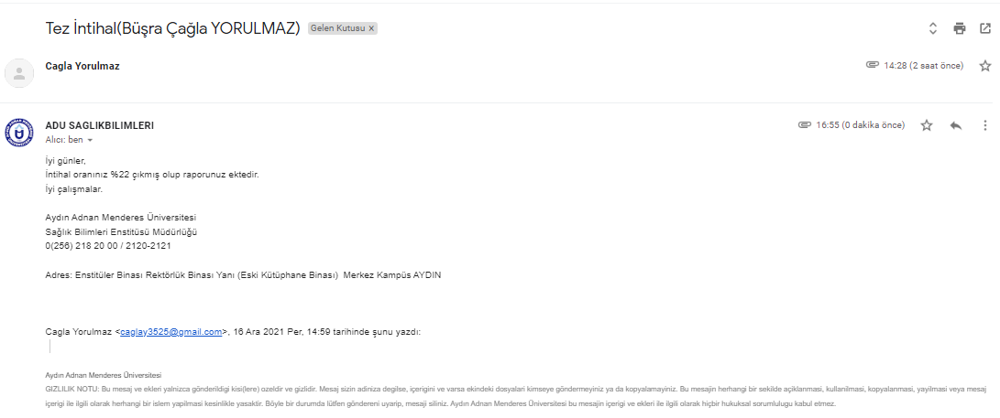 Tez İntihal(Büşra Çağla YORULMAZ) Gelen Kutusu x
Cagla Yorulmaz 14:28 (2 saat önce)
ADU SAGLIKBILIMLERI 16:55 (0 dakika önce)
Alıcı: ben
İyi günler,
İntihal oranınız %22 çıkmış olup raporunuz ektedir.
İyi çalışmalar.
Aydın Adnan Menderes Üniversitesi
Sağlık Bilimleri Enstitüsü Müdürlüğü
0(256) 218 20 00 / 2120-2121
Adres: Enstitüler Binası Rektörlük Binası Yanı (Eski Kütüphane Binası) Merkez Kampüs AYDIN
Cagla Yorulmaz <caglay3525@gmail.com>, 16 Ara 2021 Per, 14:59 tarihinde şunu yazdı:
Aydın Adnan Menderes Üniversitesi
GIZLILIK NOTU: Bu mesaj ve ekleri yalnizca gönderildigi kisi(lere) ozeldir ve gizlidir. Mesaj sizin adiniza degilse, içerigini ve varsa ekindeki dosyalari kimseye göndermeyiniz ya da kopyalamayiniz. Bu mesajin herhangi bir sekilde açiklanmasi, kullanilmasi, kopyalanmasi, yayilmasi veya mesaj
içerigi ile ilgili olarak herhangi bir islem yapilmasi kesinlikle yasaktir. Böyle bir durumda lütfen göndereni uyarip, mesaji siliniz. Aydın Adnan Menderes Üniversitesi bu mesajin içerigi ve ekleri ile ilgili olarak hiçbir hukuksal sorumlulugu kabul etmez.